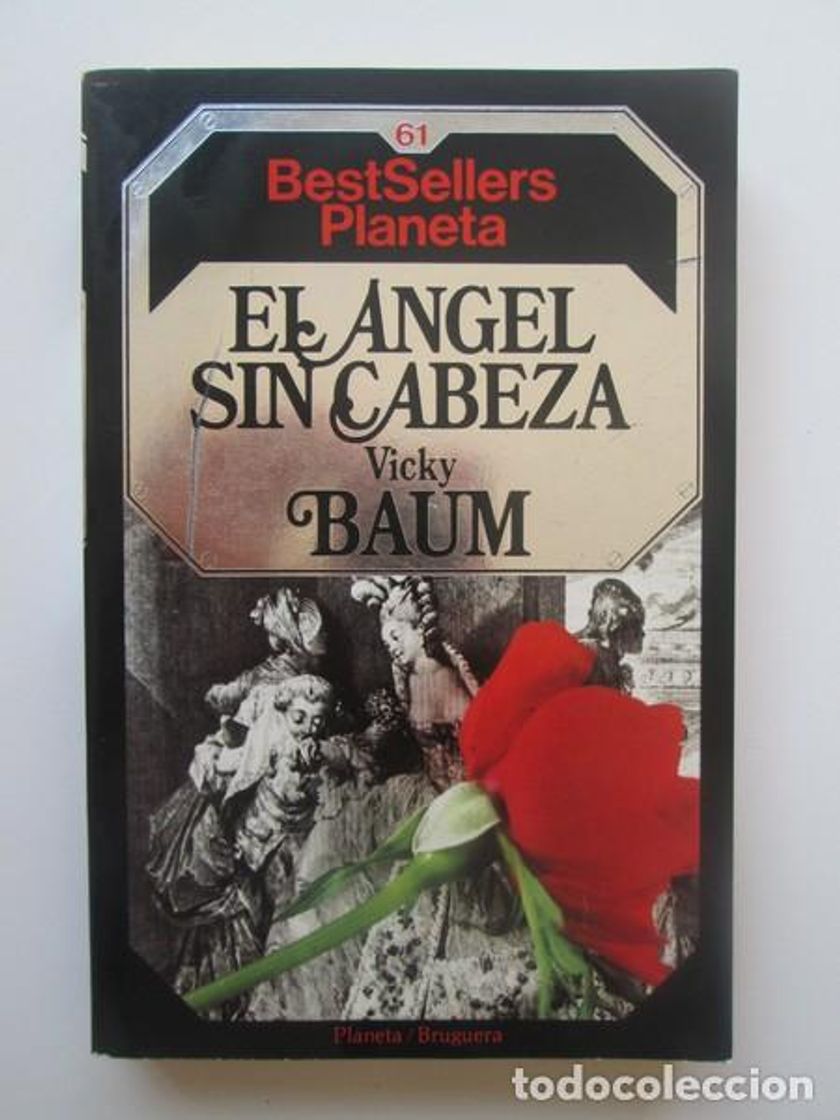 61
BestSellers
Planeta
EL ANGEL
SIN CABEZA
Vicky
BAUM
Planeta / Bruguera
todocoleccion